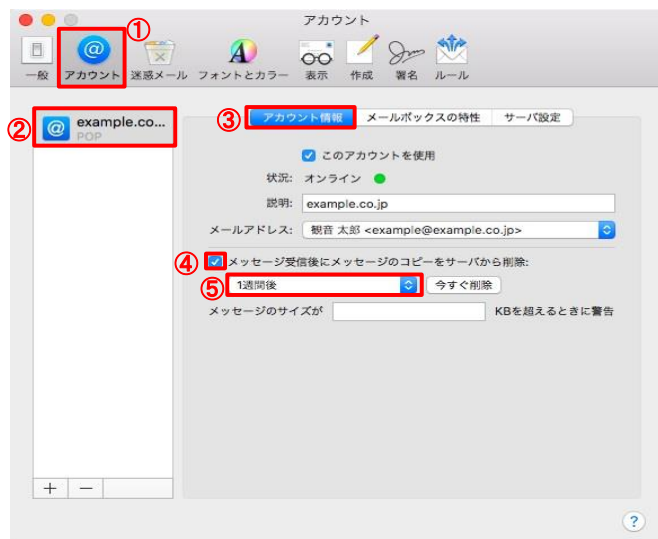 アカウント
①
一般 アカウント 迷惑メール フォントとカラー 表示 作成 署名 ルール
② example.co...
POP
③ アカウント情報 メールボックスの特性 サーバ設定
このアカウントを使用
状況: オンライン
説明: example.co.jp
メールアドレス: 観音 太郎 <example@example.co.jp>
④ メッセージ受信後にメッセージのコピーをサーバから削除:
⑤ 1週間後 今すぐ削除
メッセージのサイズが KBを超えるときに警告
+ −
?